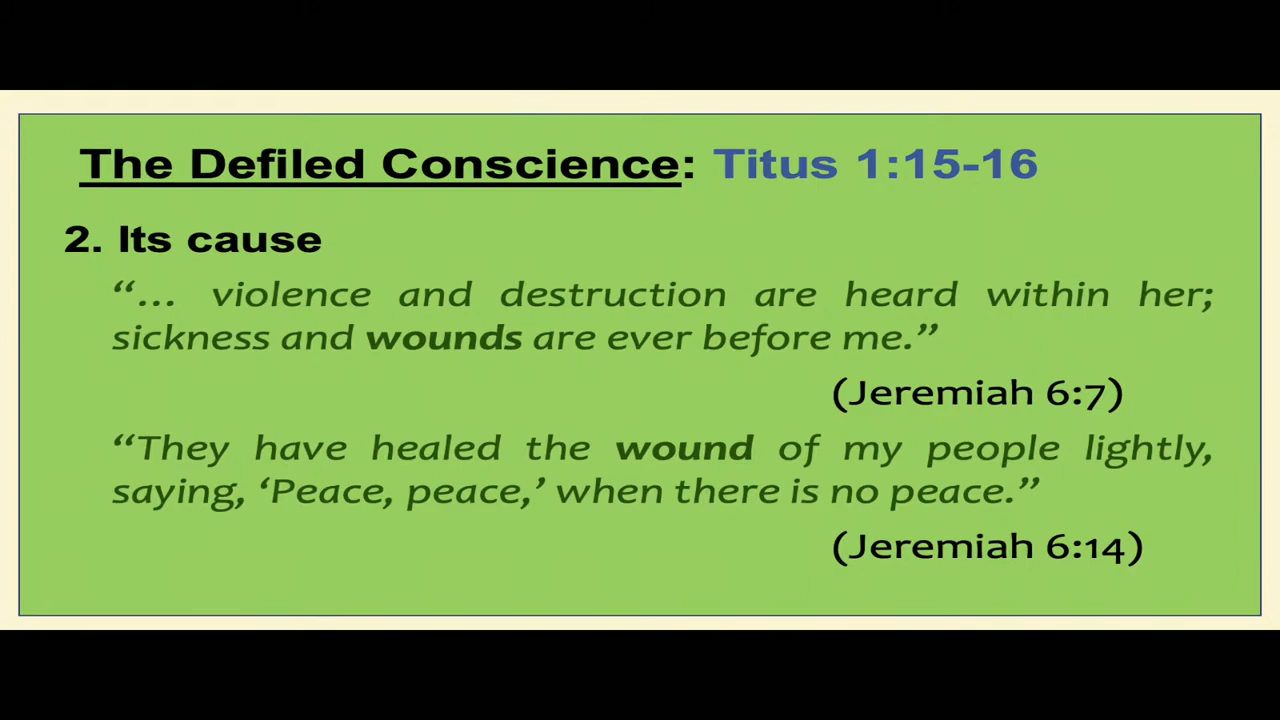 The Defiled Conscience: Titus 1:15-16
2. Its cause
“… violence and destruction are heard within her;
sickness and wounds are ever before me.”
(Jeremiah 6:7)
“They have healed the wound of my people lightly,
saying, ‘Peace, peace,’ when there is no peace.”
(Jeremiah 6:14)